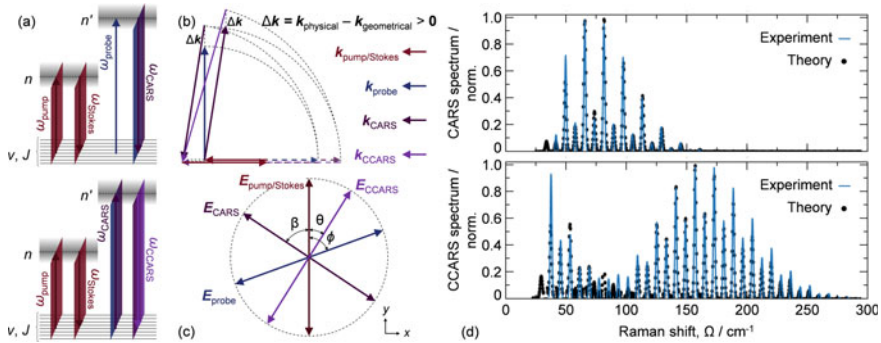 (a)
n'
ω_probe
ω_CARS
n
ω_pump
ω_Stokes
v, J
n'
ω_CARS
ω_CCARS
n
ω_pump
ω_Stokes
v, J
(b)
Δk = k_physical − k_geometrical > 0
Δk
Δk
k_pump/Stokes
k_probe
k_CARS
k_CCARS
E_pump/Stokes
E_CCARS
E_CARS
β
θ
ϕ
E_probe
(c)
y
x
CARS spectrum /
norm.
1.0
0.8
0.6
0.4
0.2
Experiment
Theory
CCARS spectrum /
norm.
1.0
0.8
0.6
0.4
0.2
0
Experiment
Theory
0 50 100 150 200 250 300
Raman shift, Ω / cm⁻¹
(d)